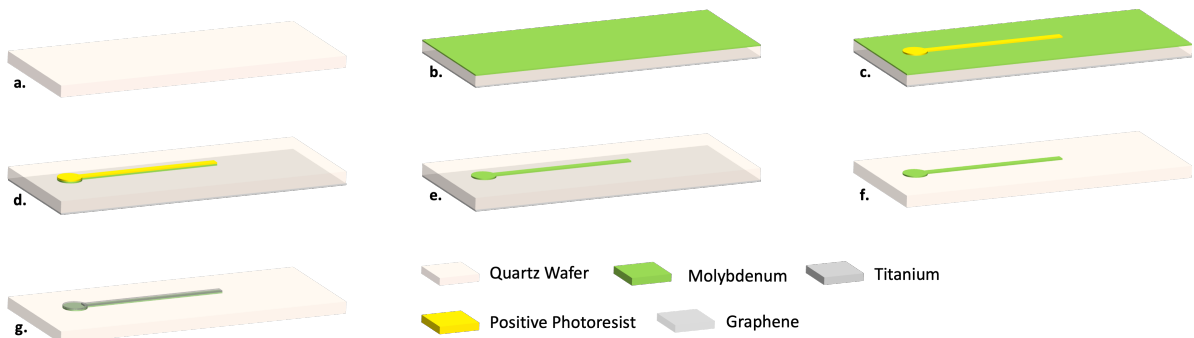 a.
b.
c.
d.
e.
f.
g.
Quartz Wafer
Molybdenum
Titanium
Positive Photoresist
Graphene